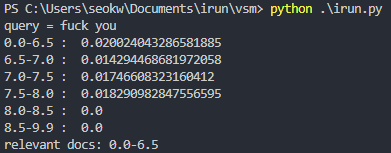 PS C:\Users\seokw\Documents\irun\vsm> python .\irun.py
query = fuck you
0.0-6.5 :  0.020024043286581885
6.5-7.0 :  0.014294468681972058
7.0-7.5 :  0.01746608323160412
7.5-8.0 :  0.018290982847556595
8.0-8.5 :  0.0
8.5-9.9 :  0.0
relevant docs: 0.0-6.5